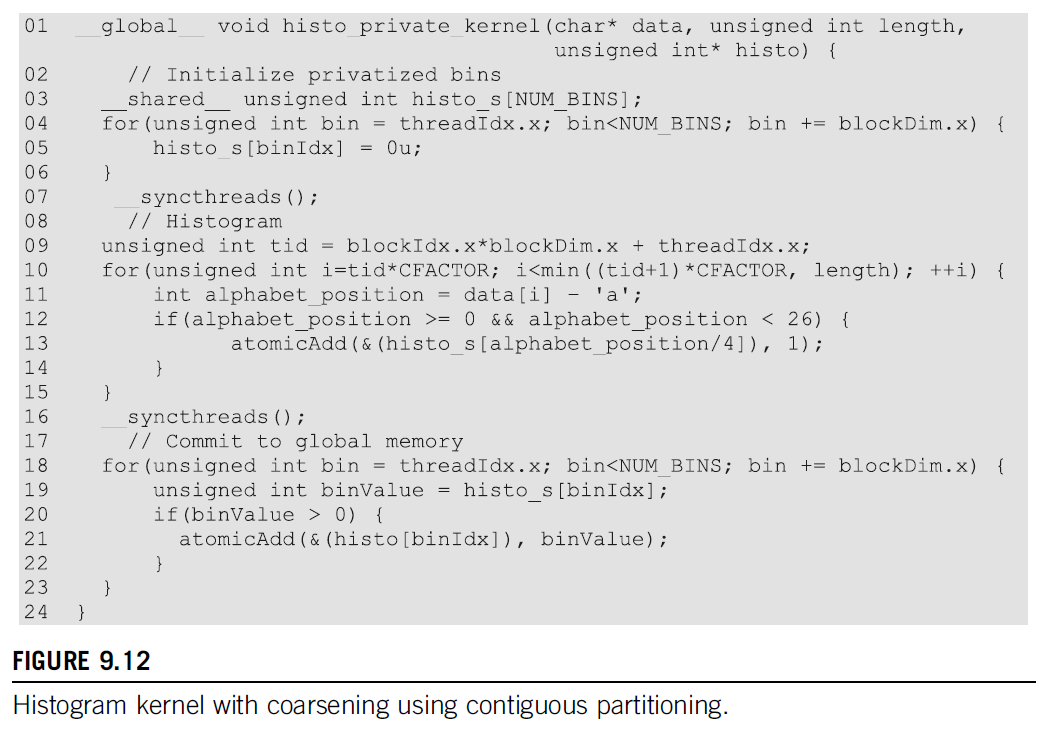 01  __global__ void histo_private_kernel(char* data, unsigned int length,
                                      unsigned int* histo) {
02      // Initialize privatized bins
03    __shared__ unsigned int histo_s[NUM_BINS];
04    for(unsigned int bin = threadIdx.x; bin<NUM_BINS; bin += blockDim.x) {
05        histo_s[binIdx] = 0u;
06    }
07     __syncthreads();
08      // Histogram
09    unsigned int tid = blockIdx.x*blockDim.x + threadIdx.x;
10    for(unsigned int i=tid*CFACTOR; i<min((tid+1)*CFACTOR, length); ++i) {
11        int alphabet_position = data[i] – 'a';
12        if(alphabet_position >= 0 && alphabet_position < 26) {
13              atomicAdd(&(histo_s[alphabet_position/4]), 1);
14        }
15    }
16    __syncthreads();
17      // Commit to global memory
18    for(unsigned int bin = threadIdx.x; bin<NUM_BINS; bin += blockDim.x) {
19        unsigned int binValue = histo_s[binIdx];
20        if(binValue > 0) {
21          atomicAdd(&(histo[binIdx]), binValue);
22        }
23    }
24  }
FIGURE 9.12
Histogram kernel with coarsening using contiguous partitioning.